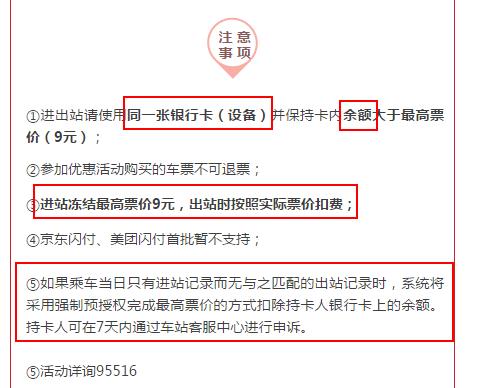 注意
事项
①进出站请使用同一张银行卡（设备）并保持卡内余额大于最高票
价（9元）；
②参加优惠活动购买的车票不可退票；
③进站冻结最高票价9元，出站时按照实际票价扣费；
④京东闪付、美团闪付首批暂不支持；
⑤如果乘车当日只有进站记录而无与之匹配的出站记录时，系统将
采用强制预授权完成最高票价的方式扣除持卡人银行卡上的余额。
持卡人可在7天内通过车站客服中心进行申诉。
⑤活动详询95516